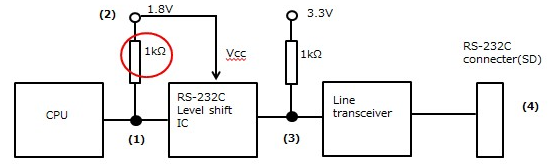 (2)
1.8V
3.3V
1kΩ
Vcc
1kΩ
RS-232C
connecter(SD)
CPU
RS-232C
Level shift
IC
Line
transceiver
(4)
(1)
(3)